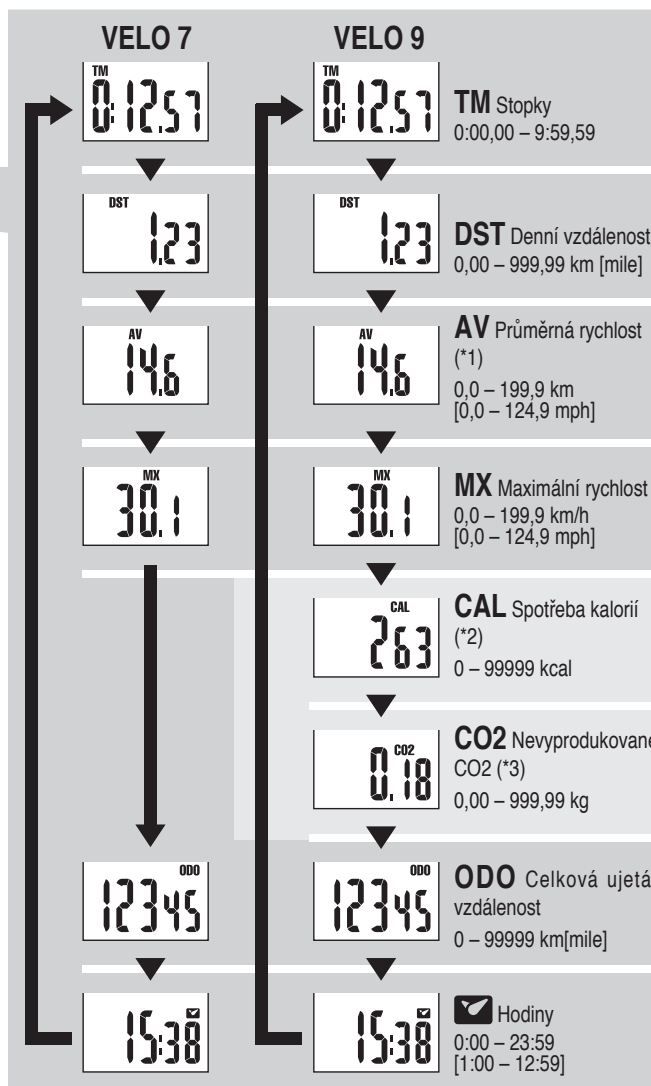 VELO 7 VELO 9
TM 0:12,57 TM 0:12,57 TM Stopky
0:00,00 – 9:59,59
DST 1,23 DST 1,23 DST Denní vzdálenost
0,00 – 999,99 km [mile]
AV 14,6 AV 14,6 AV Průměrná rychlost
(*1)
0,0 – 199,9 km
[0,0 – 124,9 mph]
MX 30.1 MX 30.1 MX Maximální rychlost
0,0 – 199,9 km/h
[0,0 – 124,9 mph]
CAL 263 CAL Spotřeba kalorií
(*2)
0 – 99999 kcal
CO2 0.18 CO2 Nevyprodukované
CO2 (*3)
0,00 – 999,99 kg
ODO 12345 ODO 12345 ODO Celková ujetá
vzdálenost
0 – 99999 km[mile]
15:38 15:38 Hodiny
0:00 – 23:59
[1:00 – 12:59]